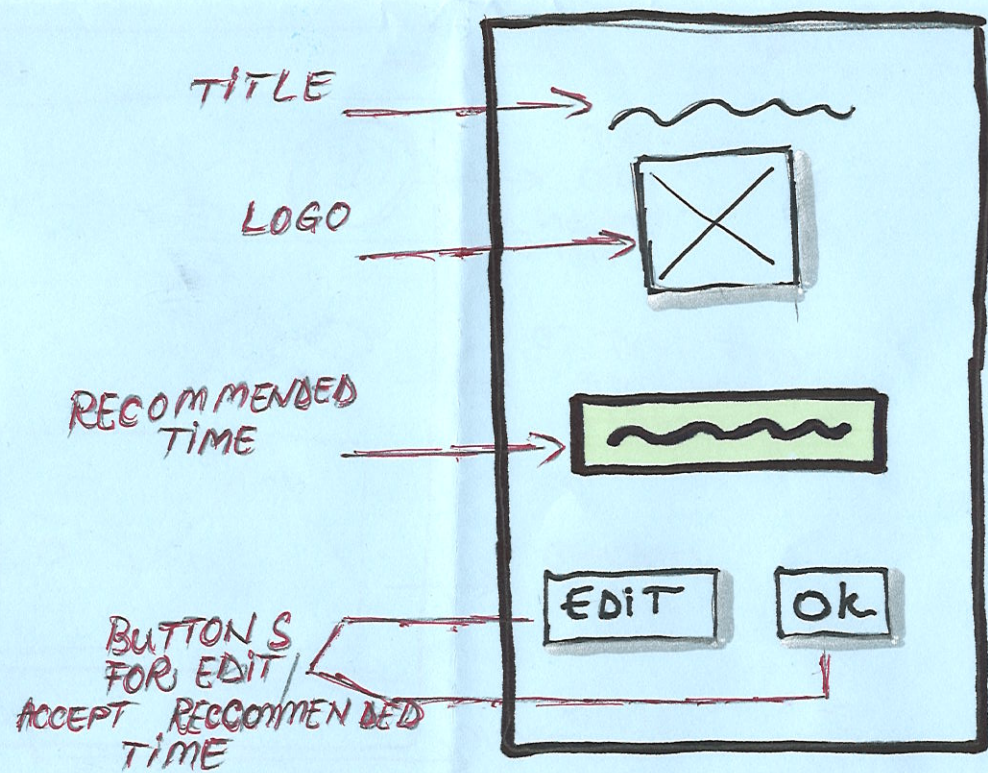 TITLE
LOGO
RECOMMENDED
TIME
EDIT
Ok
BUTTONS
FOR EDIT/
ACCEPT RECCOMMENDED
TIME